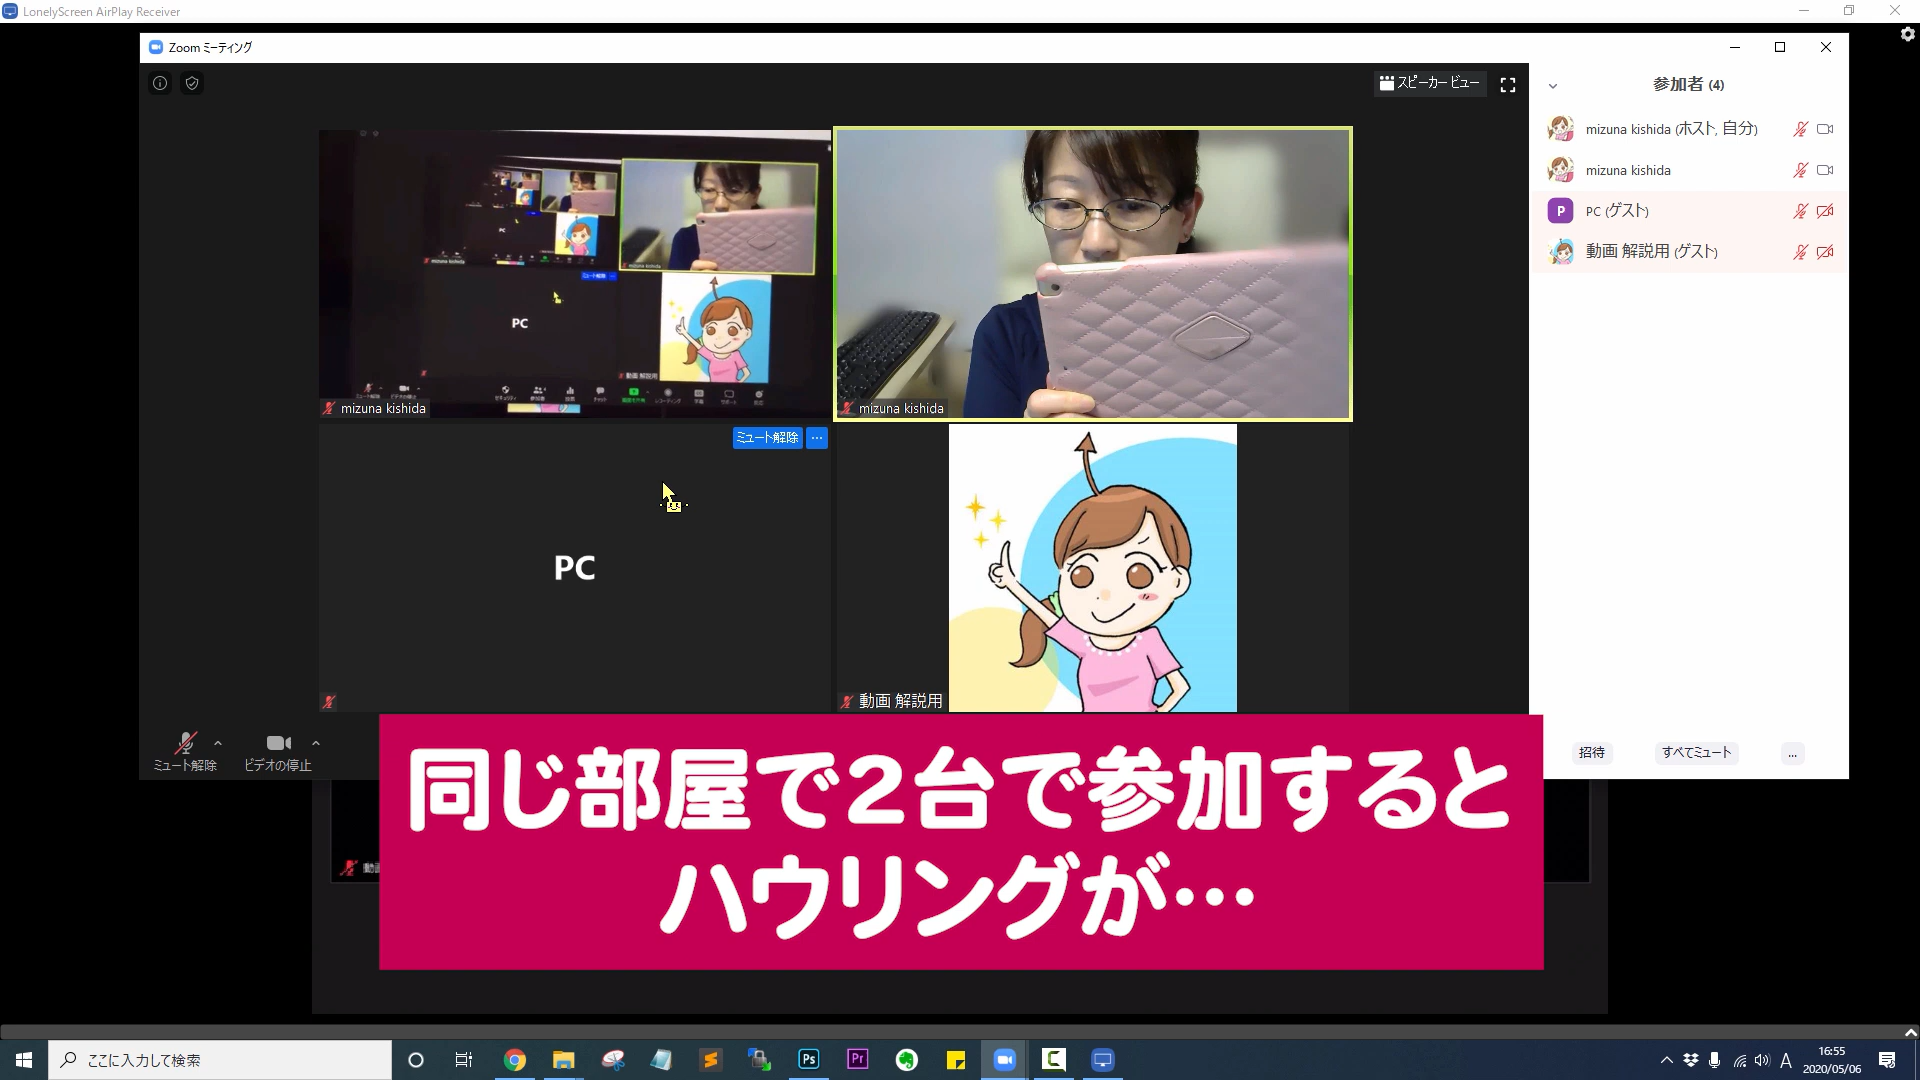 LonelyScreen AirPlay Receiver
Zoom ミーティング
スピーカー ビュー
参加者 (4)
mizuna kishida (ホスト, 自分)
mizuna kishida
P
PC (ゲスト)
動画 解説用 (ゲスト)
PC
mizuna kishida
mizuna kishida
ミュート解除
...
PC
動画 解説用
ミュート解除
ビデオの停止
招待
すべてミュート
...
同じ部屋で2台で参加すると
ハウリングが…
ここに入力して検索
Ps
Pr
A
16:55
2020/05/06